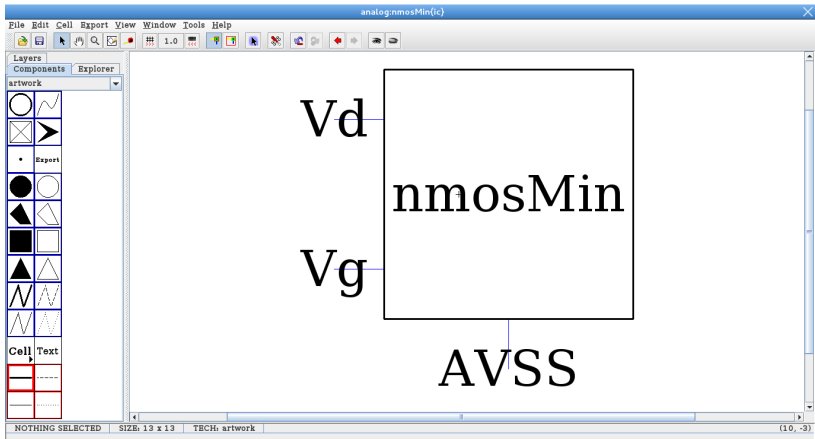 analog:nmosMin{ic}
File Edit Cell Export View Window Tools Help
1.0
Layers
Components Explorer
artwork
Export
Cell Text
Vd
nmosMin
Vg
AVSS
NOTHING SELECTED SIZE: 13 x 13 TECH: artwork (10, -3)